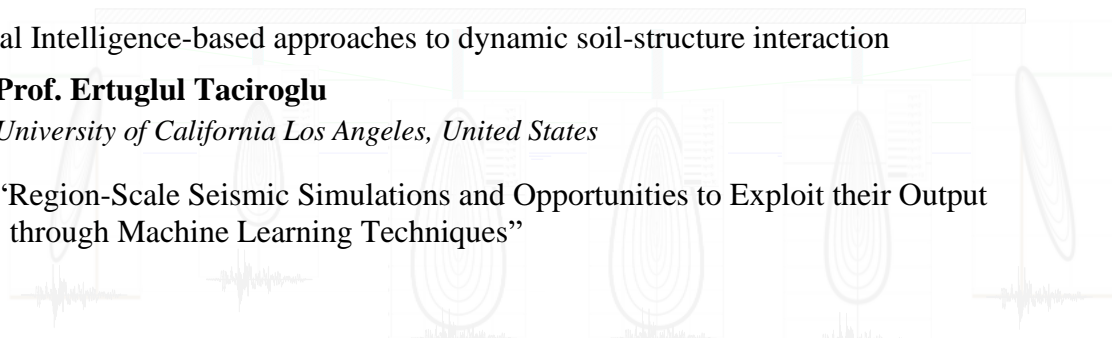 al Intelligence-based approaches to dynamic soil-structure interaction
Prof. Ertuglul Taciroglu
University of California Los Angeles, United States
“Region-Scale Seismic Simulations and Opportunities to Exploit their Output
through Machine Learning Techniques”